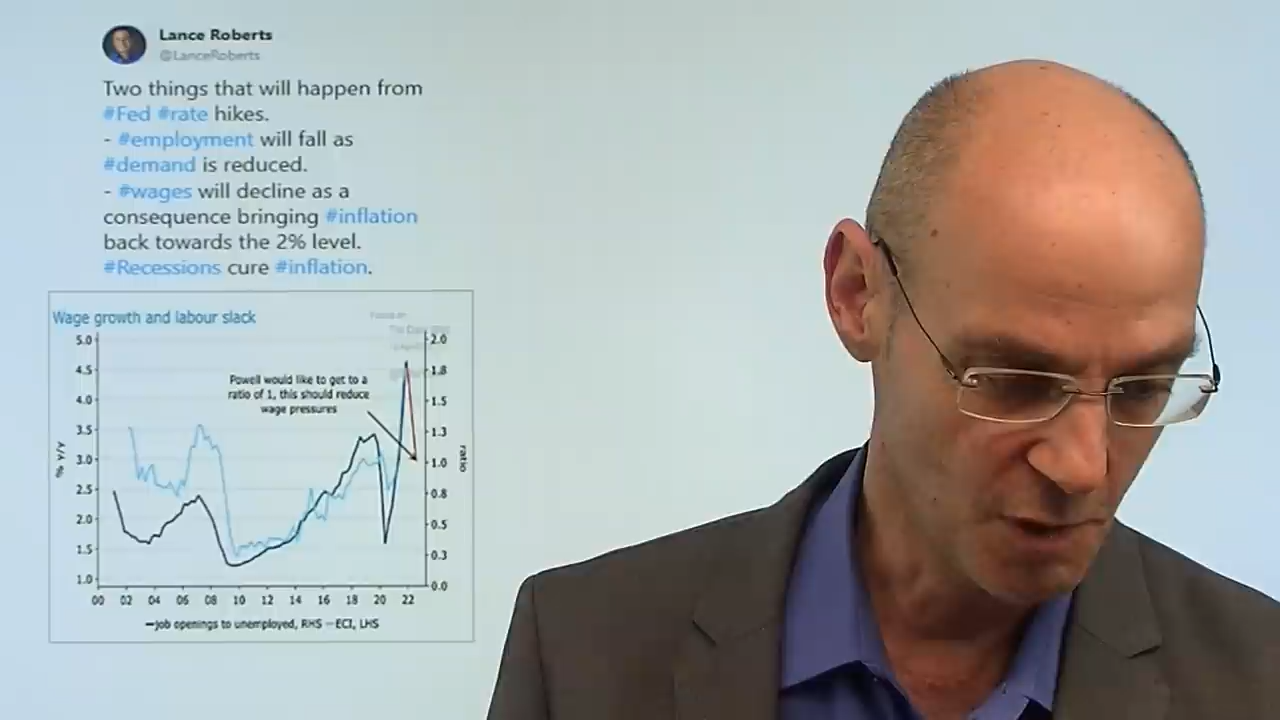 Lance Roberts
@LanceRoberts
Two things that will happen from
#Fed #rate hikes.
- #employment will fall as
#demand is reduced.
- #wages will decline as a
consequence bringing #inflation
back towards the 2% level.
#Recessions cure #inflation.
Wage growth and labour slack
Posted on
The Daily Shot
5.0
4.5
4.0
3.5
3.0
2.5
2.0
1.5
1.0
% y/y
Powell would like to get to a
ratio of 1, this should reduce
wage pressures
2.0
1.8
1.5
1.3
1.0
0.8
0.5
0.3
0.0
ratio
00 02 04 06 08 10 12 14 16 18 20 22
job openings to unemployed, RHS ECI, LHS